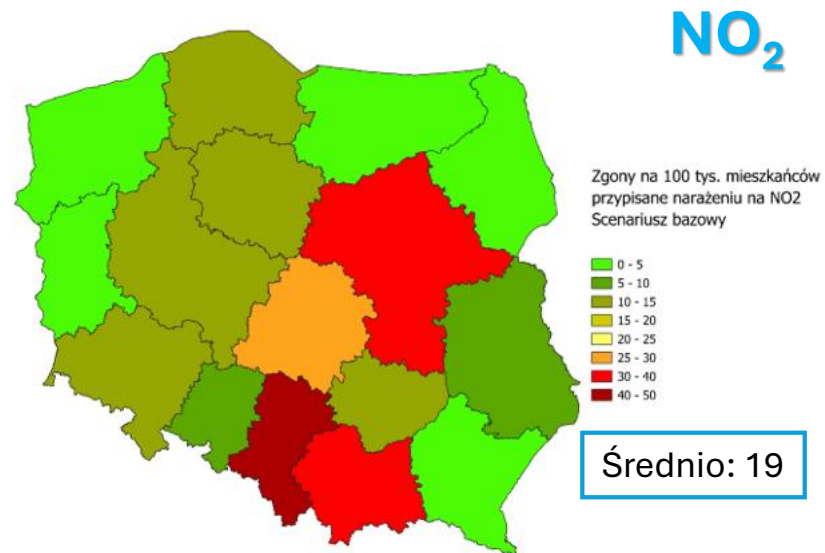 NO₂
Zgony na 100 tys. mieszkańców
przypisane narażeniu na NO2
Scenariusz bazowy
0 - 5
5 - 10
10 - 15
15 - 20
20 - 25
25 - 30
30 - 40
40 - 50
Średnio: 19